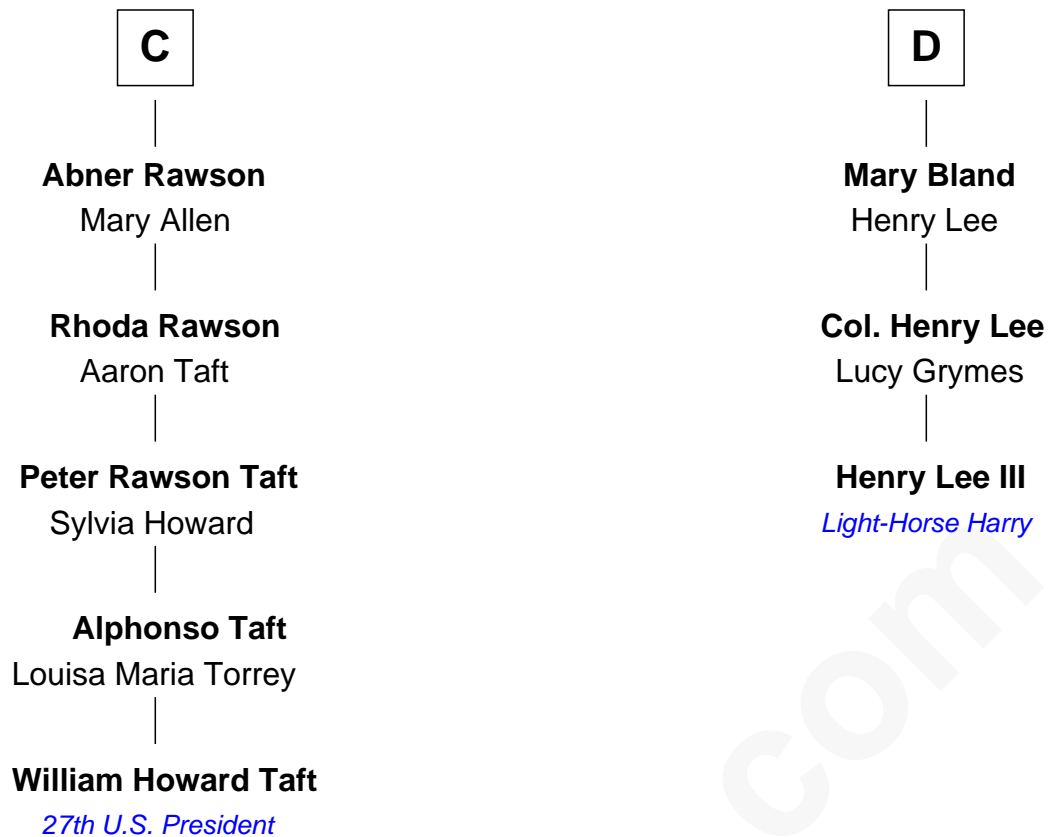 C
Abner Rawson
Mary Allen
Rhoda Rawson
Aaron Taft
Peter Rawson Taft
Sylvia Howard
Alphonso Taft
Louisa Maria Torrey
William Howard Taft
27th U.S. President
D
Mary Bland
Henry Lee
Col. Henry Lee
Lucy Grymes
Henry Lee III
Light-Horse Harry
com